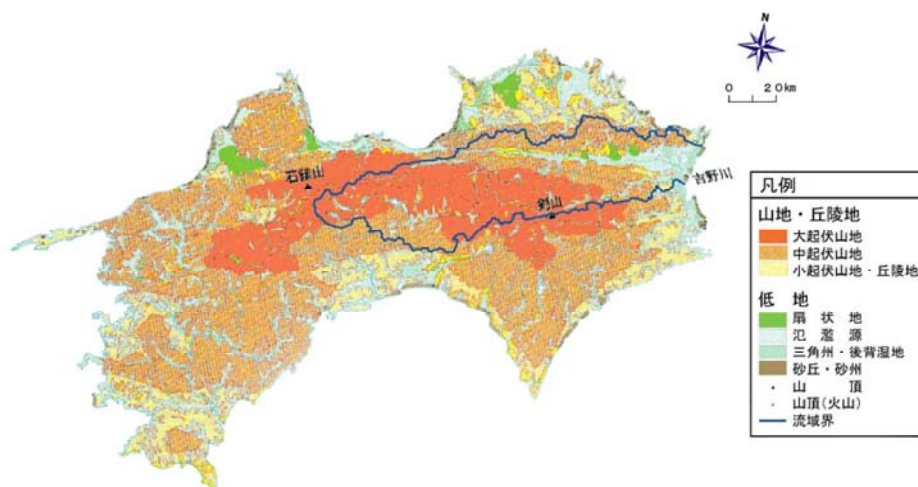 N
0 20km
石鎚山
剣山
吉野川
凡例
山地・丘陵地
大起伏山地
中起伏山地
小起伏山地・丘陵地
低 地
扇 状 地
氾 濫 源
三角州・後背湿地
砂丘・砂州
山 頂
山頂(火山)
流域界